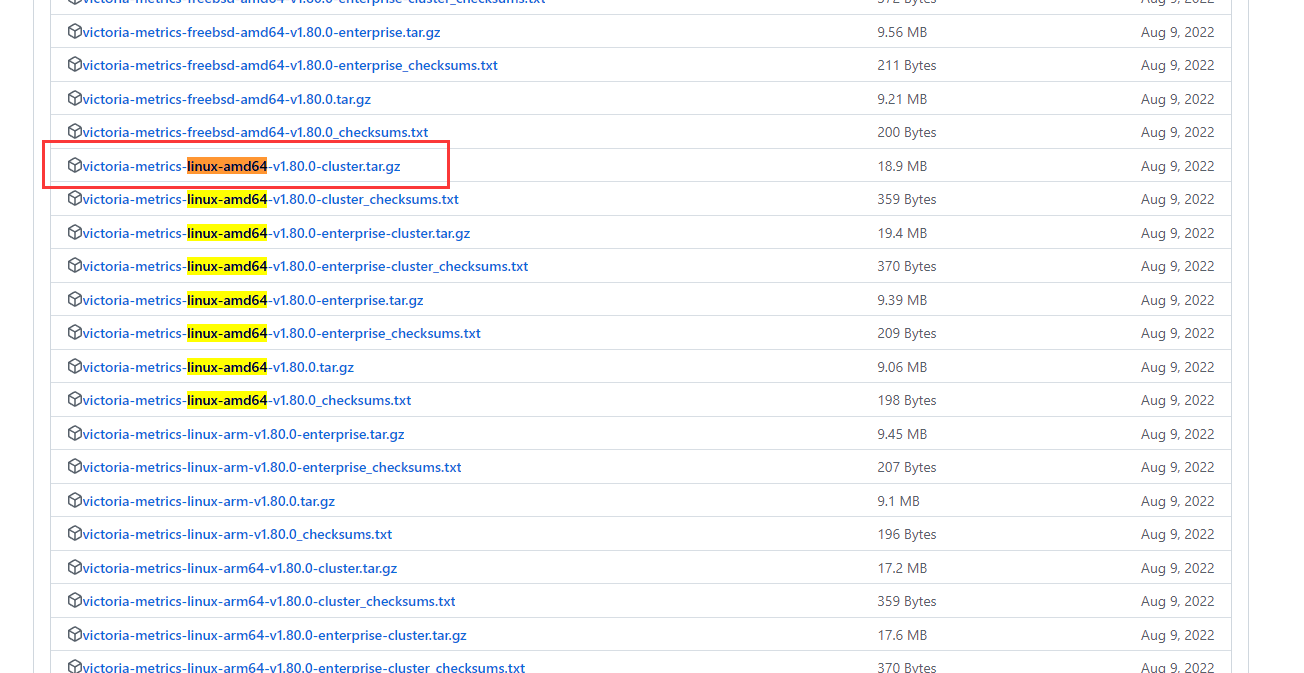 victoria-metrics-freebsd-amd64-v1.80.0-enterprise-cluster_checksums.txt 372 Bytes Aug 9, 2022
victoria-metrics-freebsd-amd64-v1.80.0-enterprise.tar.gz 9.56 MB Aug 9, 2022
victoria-metrics-freebsd-amd64-v1.80.0-enterprise_checksums.txt 211 Bytes Aug 9, 2022
victoria-metrics-freebsd-amd64-v1.80.0.tar.gz 9.21 MB Aug 9, 2022
victoria-metrics-freebsd-amd64-v1.80.0_checksums.txt 200 Bytes Aug 9, 2022
victoria-metrics-linux-amd64-v1.80.0-cluster.tar.gz 18.9 MB Aug 9, 2022
victoria-metrics-linux-amd64-v1.80.0-cluster_checksums.txt 359 Bytes Aug 9, 2022
victoria-metrics-linux-amd64-v1.80.0-enterprise-cluster.tar.gz 19.4 MB Aug 9, 2022
victoria-metrics-linux-amd64-v1.80.0-enterprise-cluster_checksums.txt 370 Bytes Aug 9, 2022
victoria-metrics-linux-amd64-v1.80.0-enterprise.tar.gz 9.39 MB Aug 9, 2022
victoria-metrics-linux-amd64-v1.80.0-enterprise_checksums.txt 209 Bytes Aug 9, 2022
victoria-metrics-linux-amd64-v1.80.0.tar.gz 9.06 MB Aug 9, 2022
victoria-metrics-linux-amd64-v1.80.0_checksums.txt 198 Bytes Aug 9, 2022
victoria-metrics-linux-arm-v1.80.0-enterprise.tar.gz 9.45 MB Aug 9, 2022
victoria-metrics-linux-arm-v1.80.0-enterprise_checksums.txt 207 Bytes Aug 9, 2022
victoria-metrics-linux-arm-v1.80.0.tar.gz 9.1 MB Aug 9, 2022
victoria-metrics-linux-arm-v1.80.0_checksums.txt 196 Bytes Aug 9, 2022
victoria-metrics-linux-arm64-v1.80.0-cluster.tar.gz 17.2 MB Aug 9, 2022
victoria-metrics-linux-arm64-v1.80.0-cluster_checksums.txt 359 Bytes Aug 9, 2022
victoria-metrics-linux-arm64-v1.80.0-enterprise-cluster.tar.gz 17.6 MB Aug 9, 2022
victoria-metrics-linux-arm64-v1.80.0-enterprise-cluster_checksums.txt 370 Bytes Aug 9, 2022